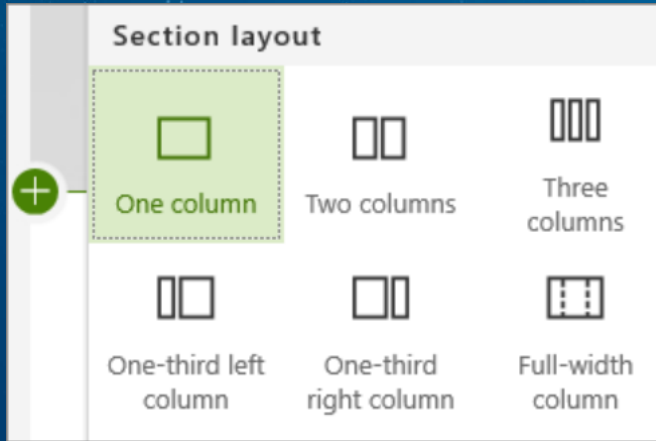 Section layout
One column
Two columns
Three
columns
One-third left
column
One-third
right column
Full-width
column